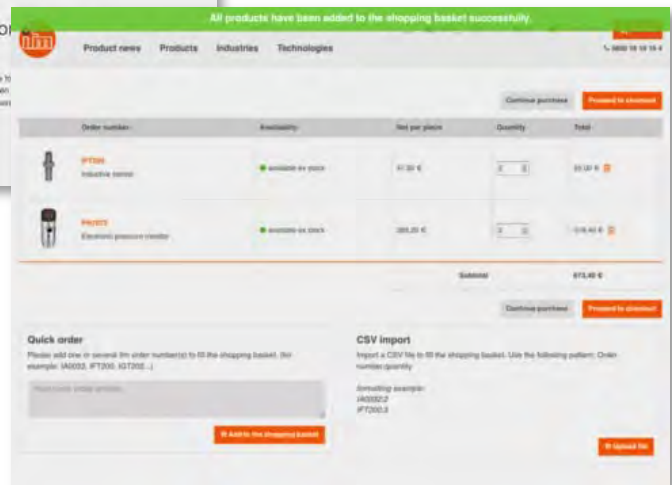 All products have been added to the shopping basket successfully.
ifm
Product news Products Industries Technologies
Continue purchase Proceed to checkout
Order number Availability Net per piece Quantity Total
IFT200
Inductive sensor
available ex stock
Electronic pressure monitor
available ex stock
Subtotal 673,40 €
Continue purchase Proceed to checkout
Quick order
Please add one or several ifm order number(s) to fill the shopping basket. (for
example: IA0032, IFT200, IGT202...)
Add to the shopping basket
CSV import
Import a CSV file to fill the shopping basket. Use the following pattern: Order
number;quantity
formatting example:
IA0032;2
IFT200;3
Upload file